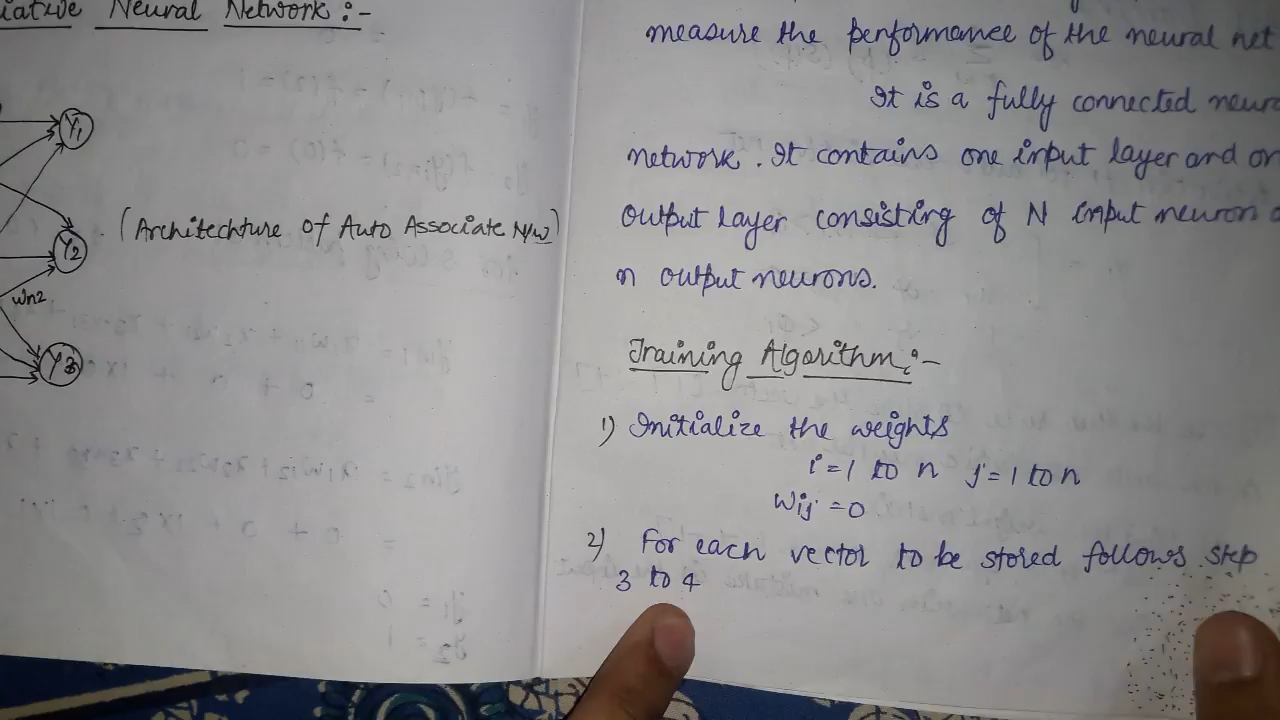 iative Neural Network :-
Y1
Y2
(Architechture of Auto Associate N/W)
Wn2
Y3
measure the performance of the neural net
It is a fully connected neuro
network. It contains one input layer and on
output layer consisting of N input neuron
n output neurons.
Training Algorithm :-
1) Initialize the weights
i = 1 to n j = 1 to n
Wij = 0
2) For each vector to be stored follows step
3 to 4